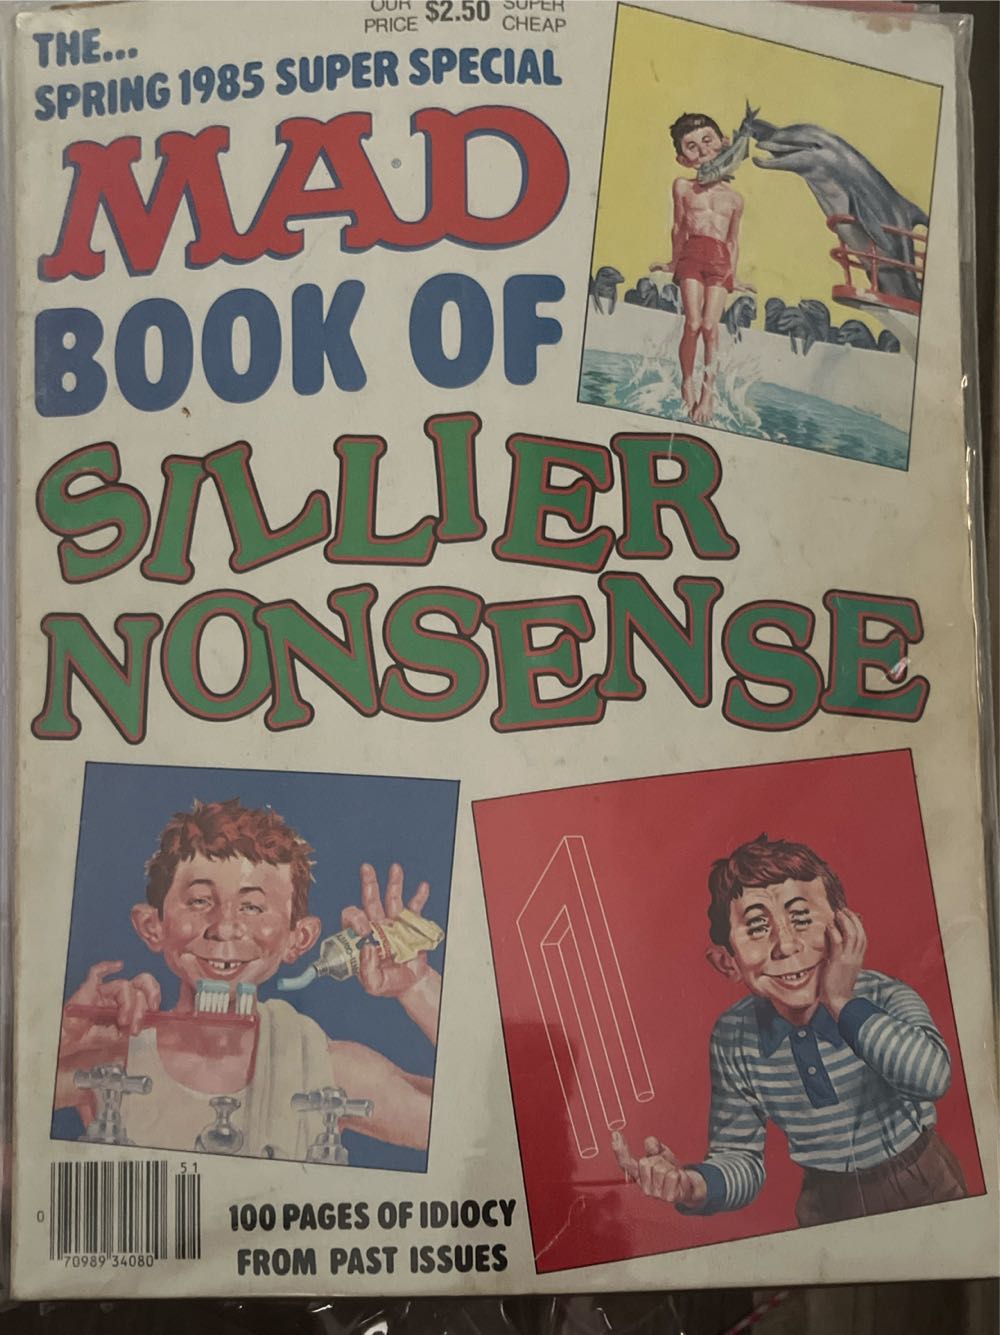 OUR
PRICE $2.50 SUPER
CHEAP
THE...
SPRING 1985 SUPER SPECIAL
MAD®
BOOK OF
SILLIER
NONSENSE
51
0
70989 34080
100 PAGES OF IDIOCY
FROM PAST ISSUES